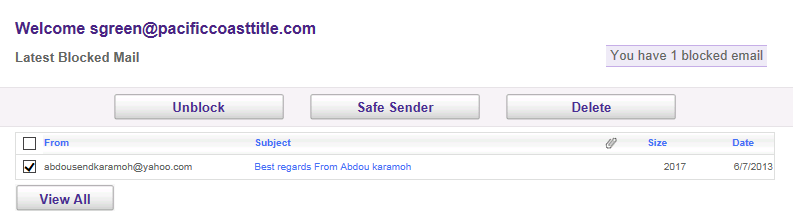 Welcome sgreen@pacificcoasttitle.com
Latest Blocked Mail You have 1 blocked email
Unblock Safe Sender Delete
From Subject Size Date
abdousendkaramoh@yahoo.com Best regards From Abdou karamoh 2017 6/7/2013
View All